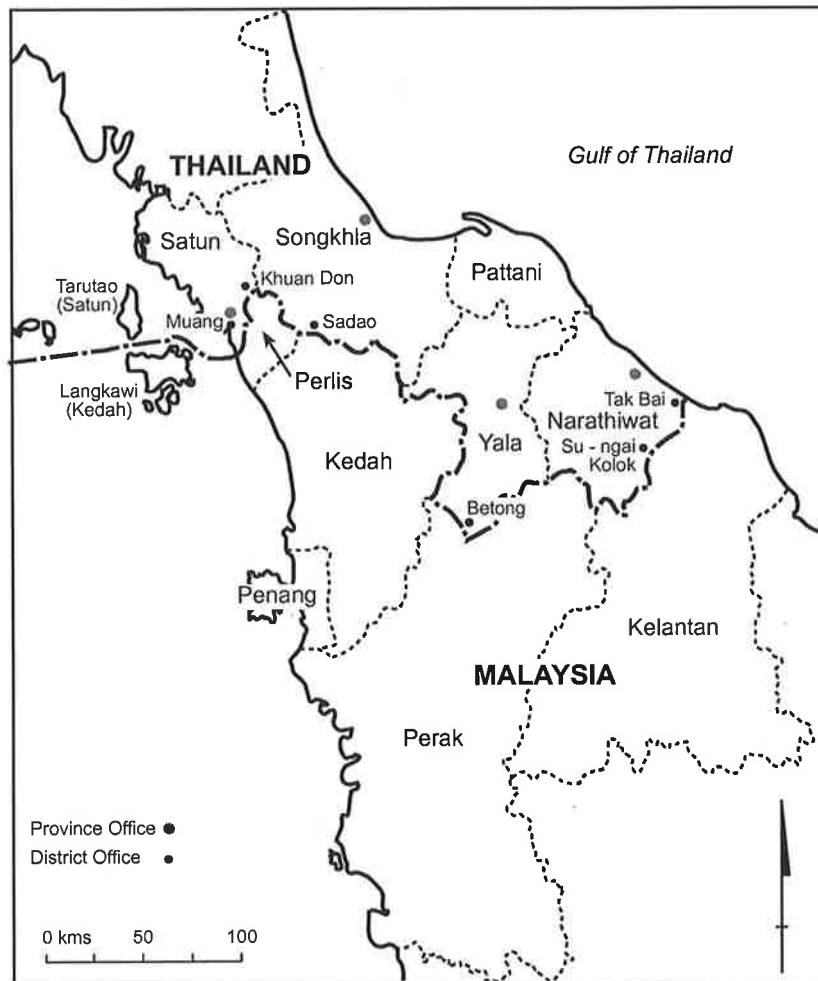 THAILAND
Gulf of Thailand
Satun
Songkhla
Pattani
Khuan Don
Tarutao
(Satun)
Muang
Sadao
Perlis
Langkawi
(Kedah)
Tak Bai
Narathiwat
Yala
Su - ngai
Kolok
Kedah
Betong
Penang
Kelantan
MALAYSIA
Perak
Province Office
District Office
0 kms 50 100